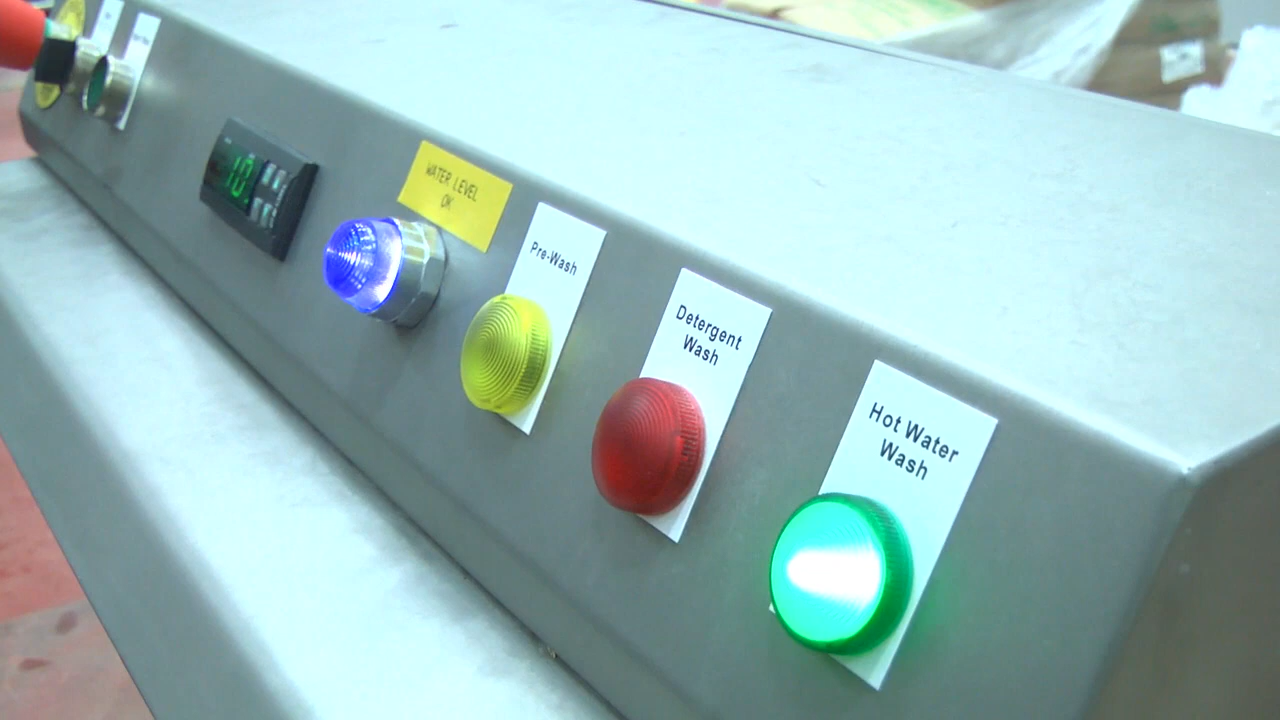 WATER LEVEL
OK
Pre-Wash
Detergent
Wash
Hot Water
Wash